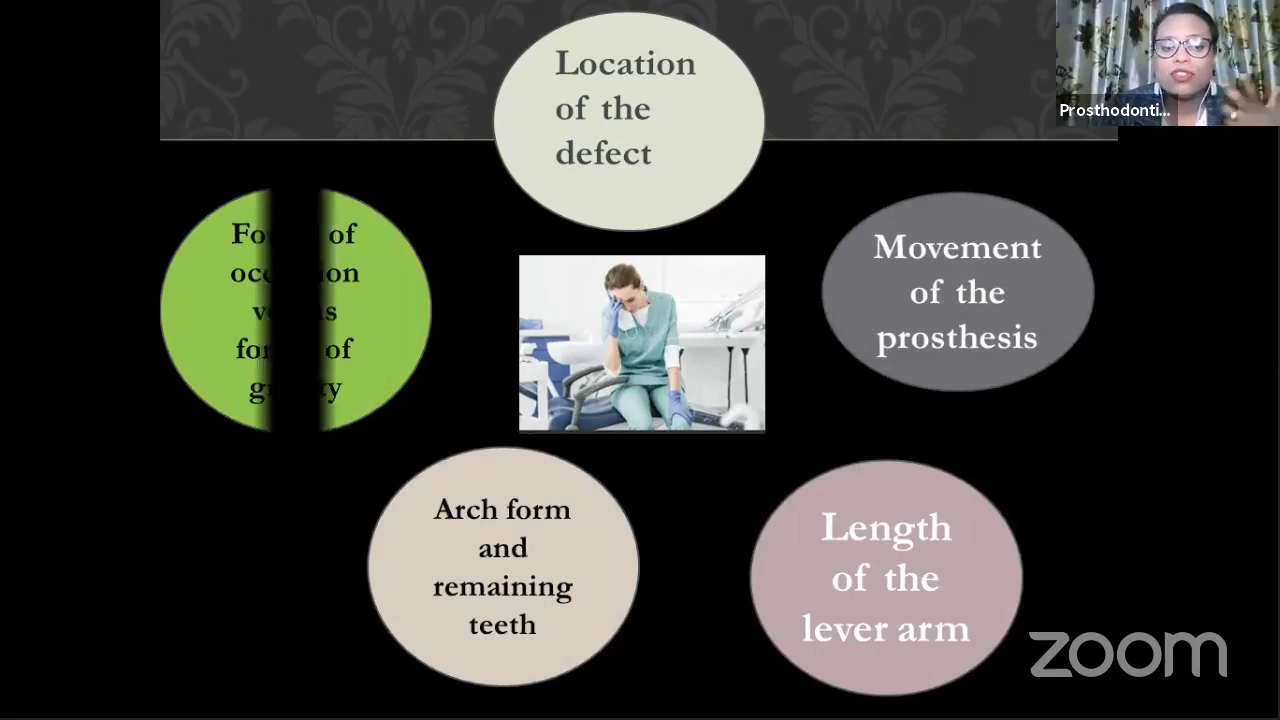 Location
of the
defect
Prosthodonti...
of
Movement
of the
prosthesis
of
Arch form
and
remaining
teeth
Length
of the
lever arm
zoom